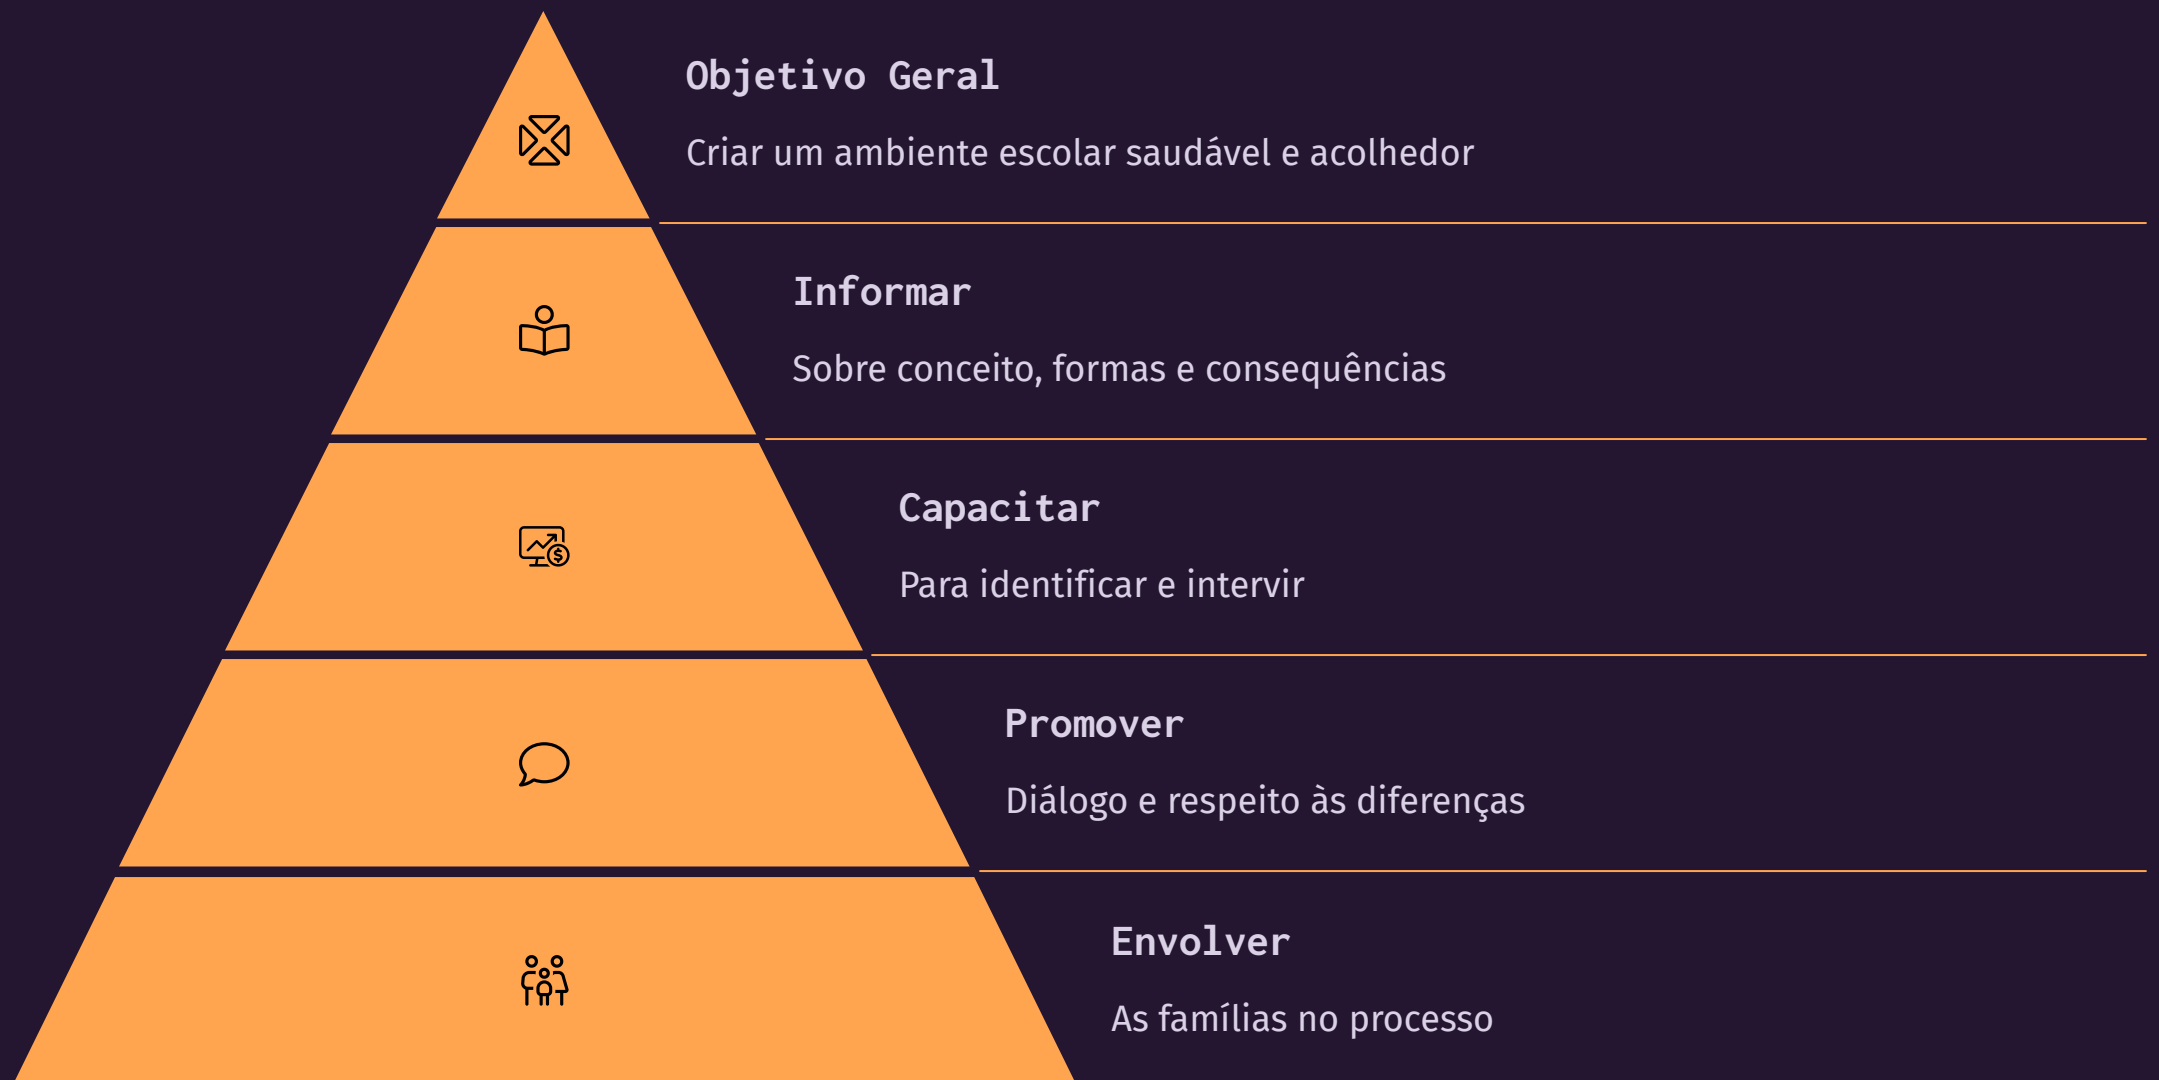 Objetivo Geral
Criar um ambiente escolar saudável e acolhedor
Informar
Sobre conceito, formas e consequências
Capacitar
Para identificar e intervir
Promover
Diálogo e respeito às diferenças
Envolver
As famílias no processo